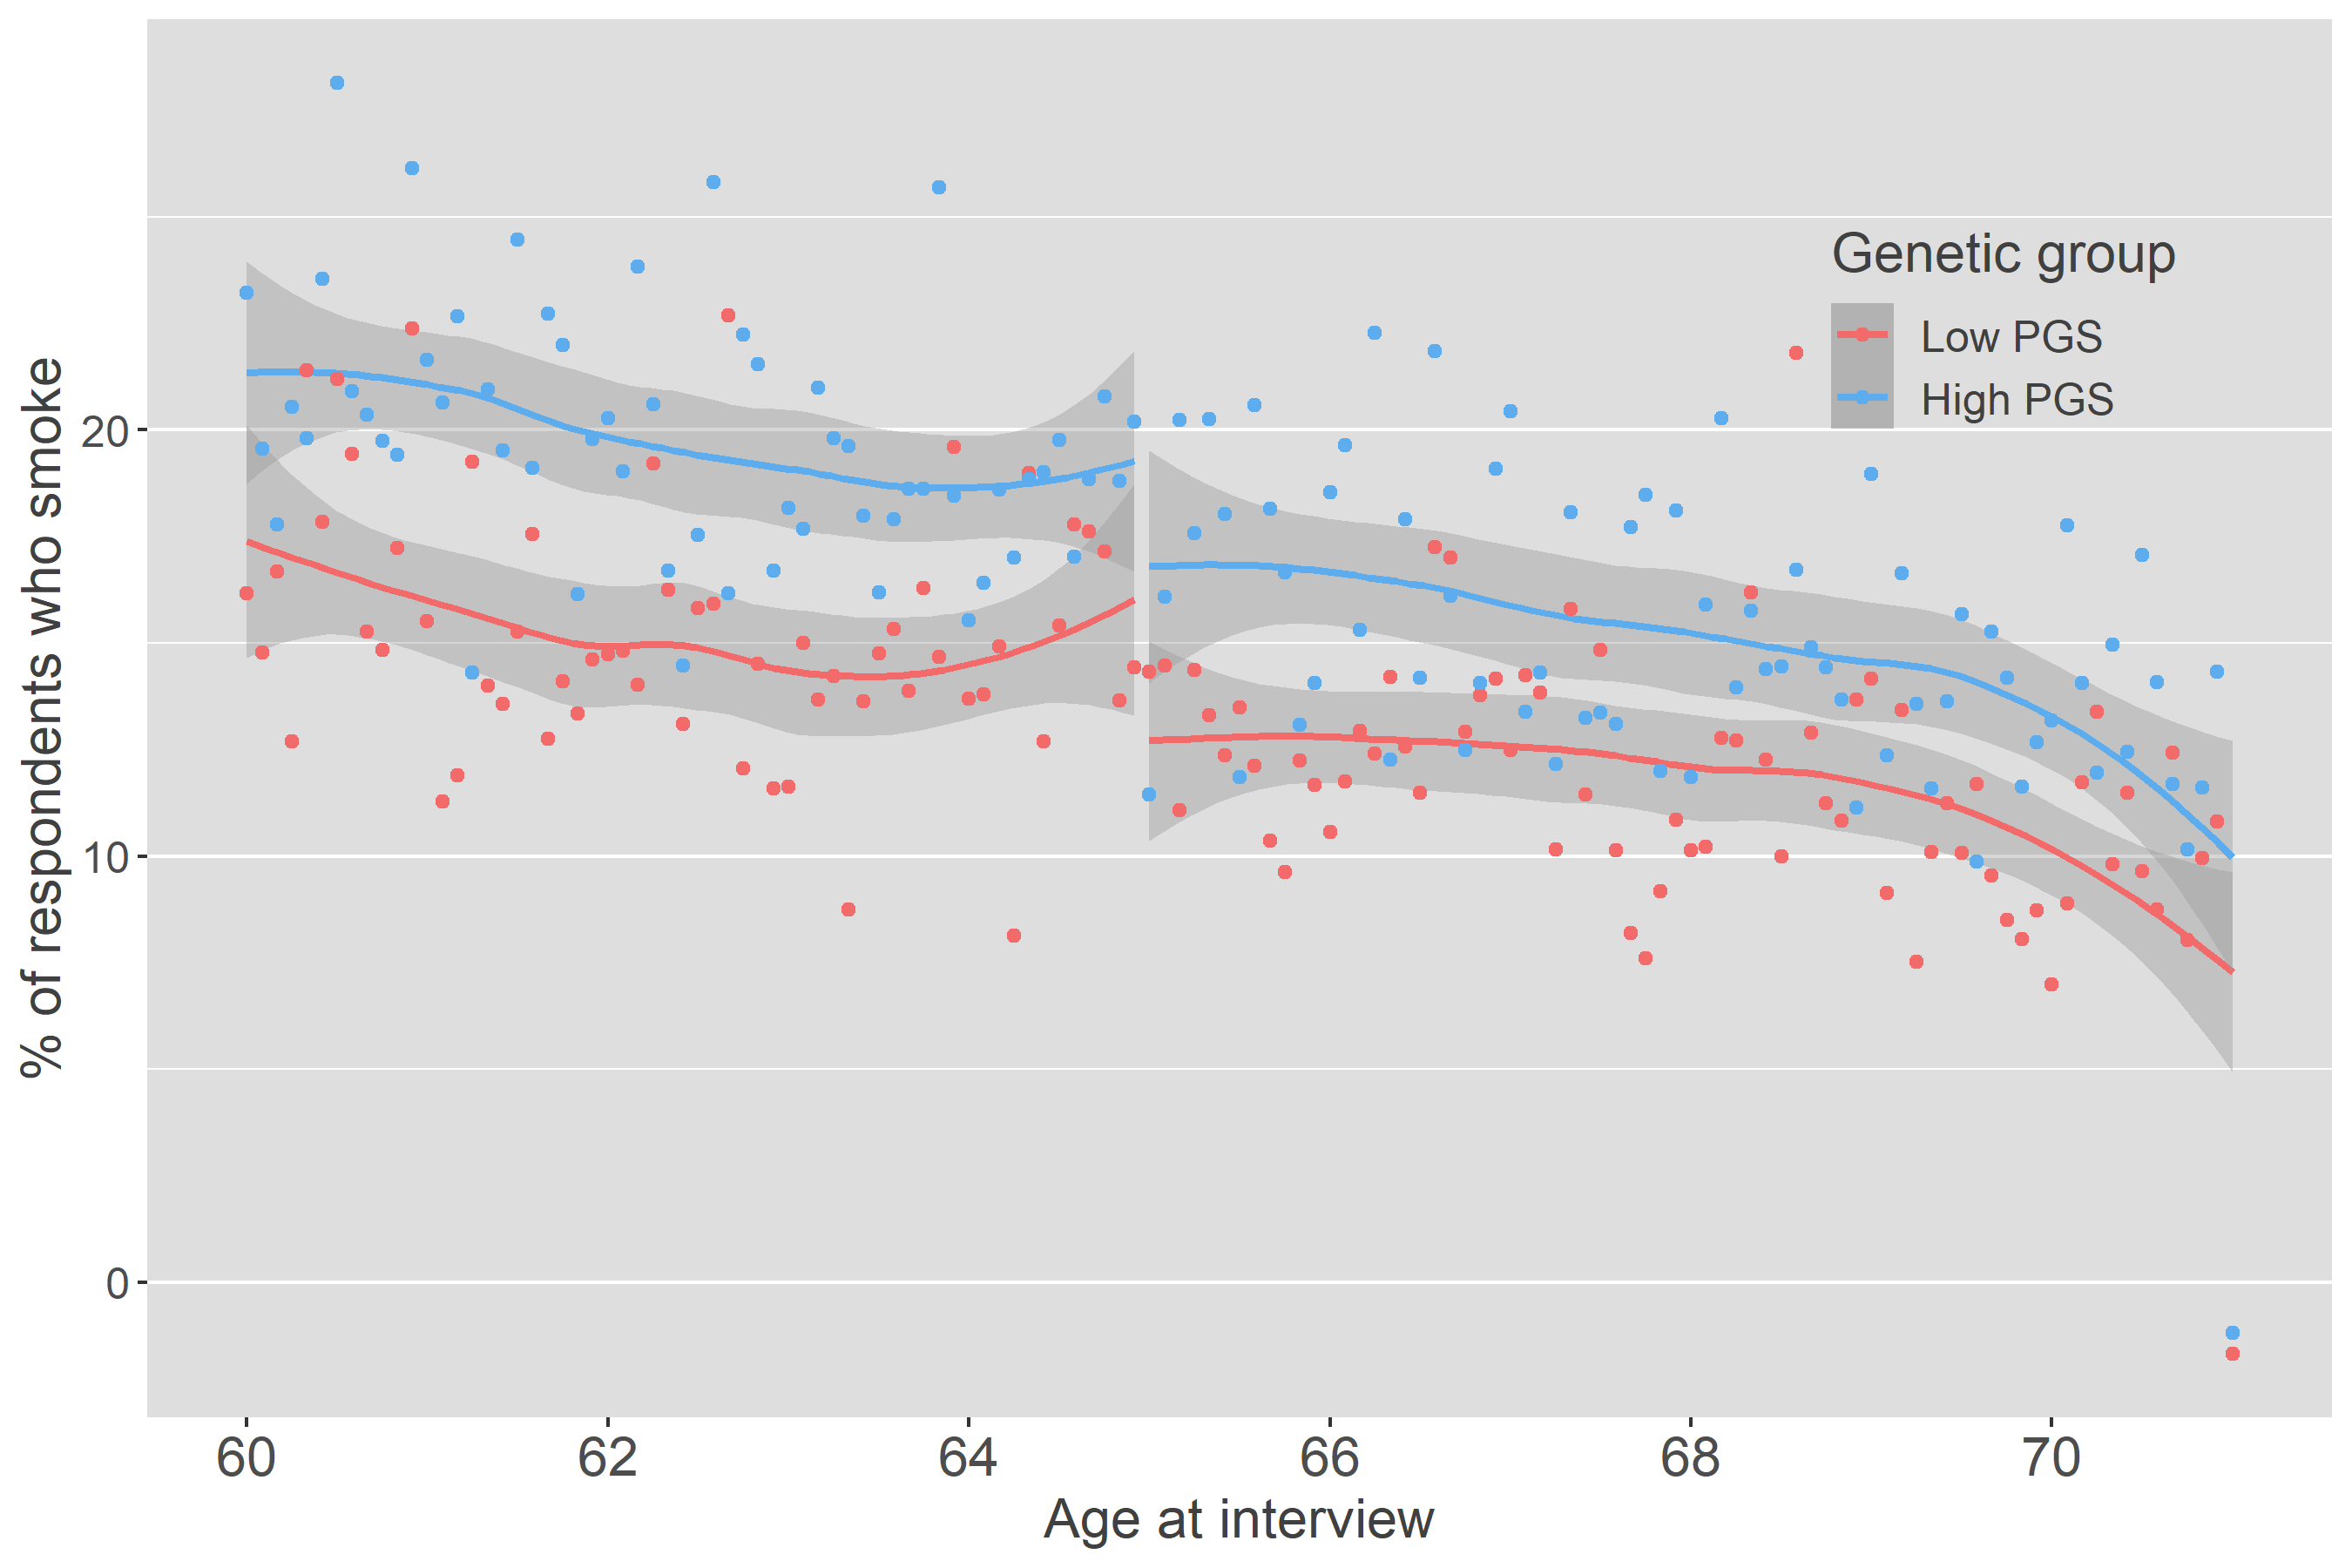 % of respondents who smoke
20
10
0
Genetic group
Low PGS
High PGS
60 62 64 66 68 70
Age at interview